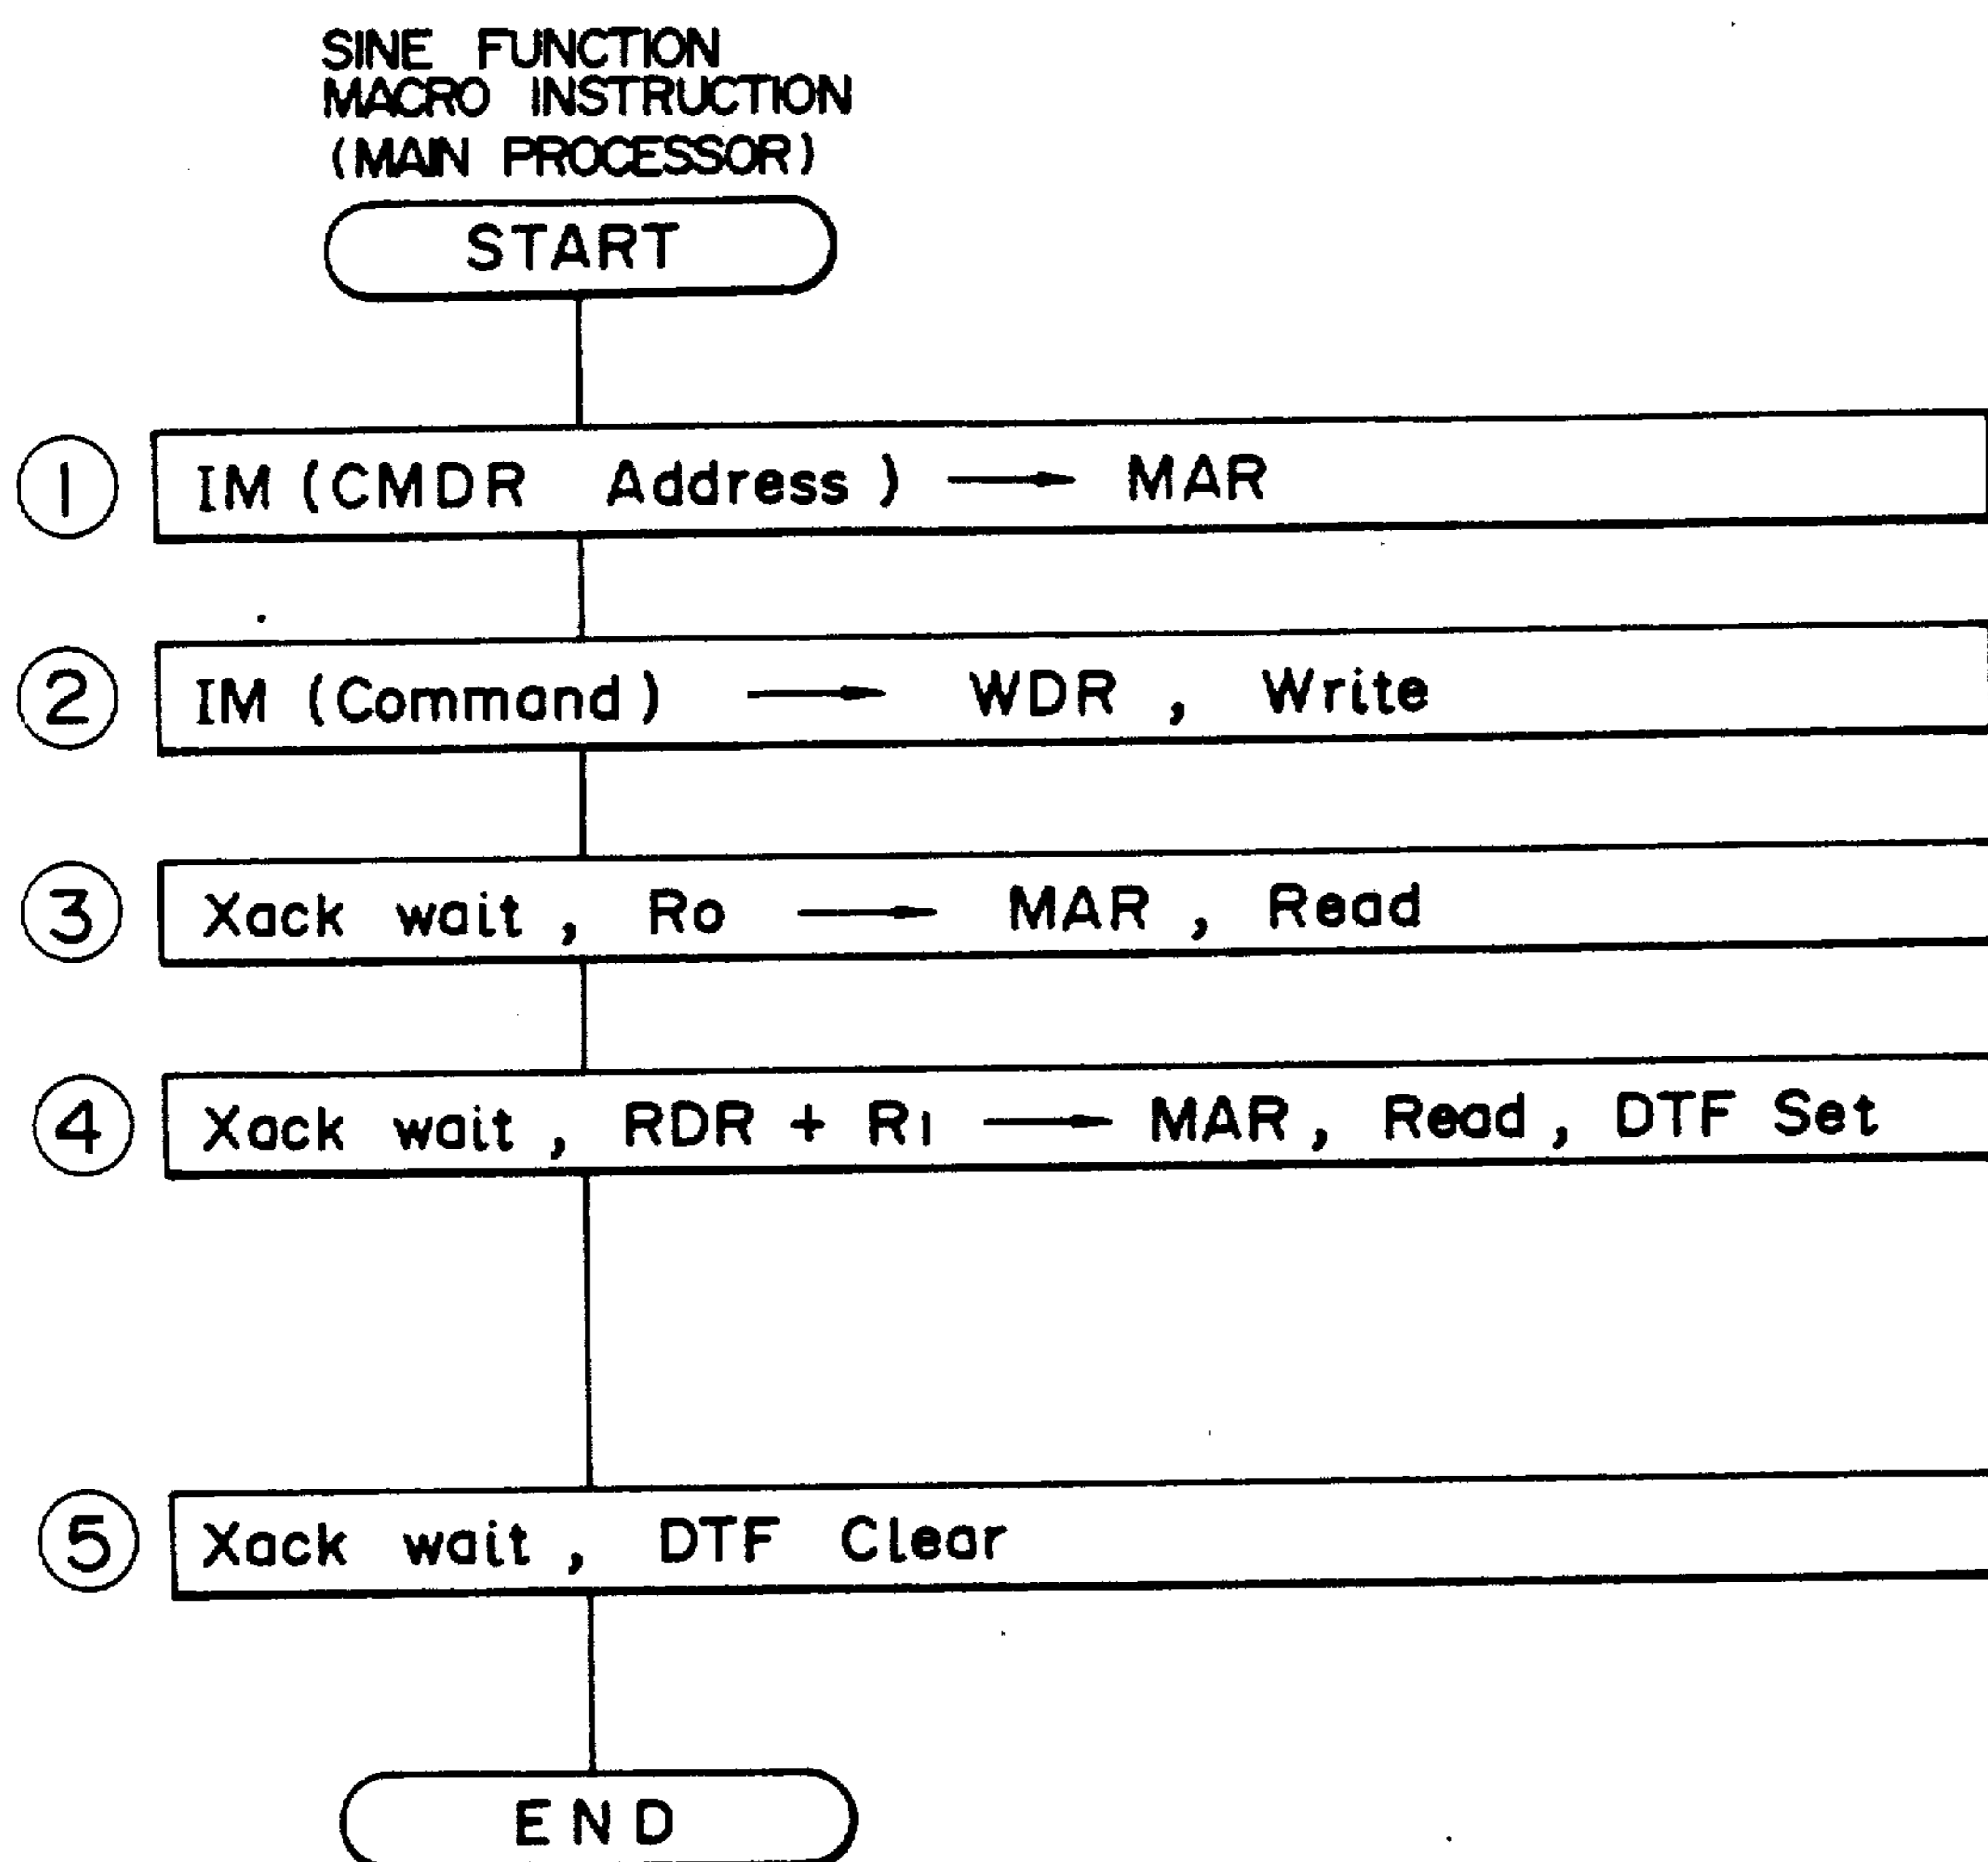 SINE FUNCTION
MACRO INSTRUCTION
(MAIN PROCESSOR)
START
1 IM (CMDR Address) → MAR
2 IM (Command) → WDR, Write
3 Xack wait, Ro → MAR, Read
4 Xack wait, RDR + R1 → MAR, Read, DTF Set
5 Xack wait, DTF Clear
END